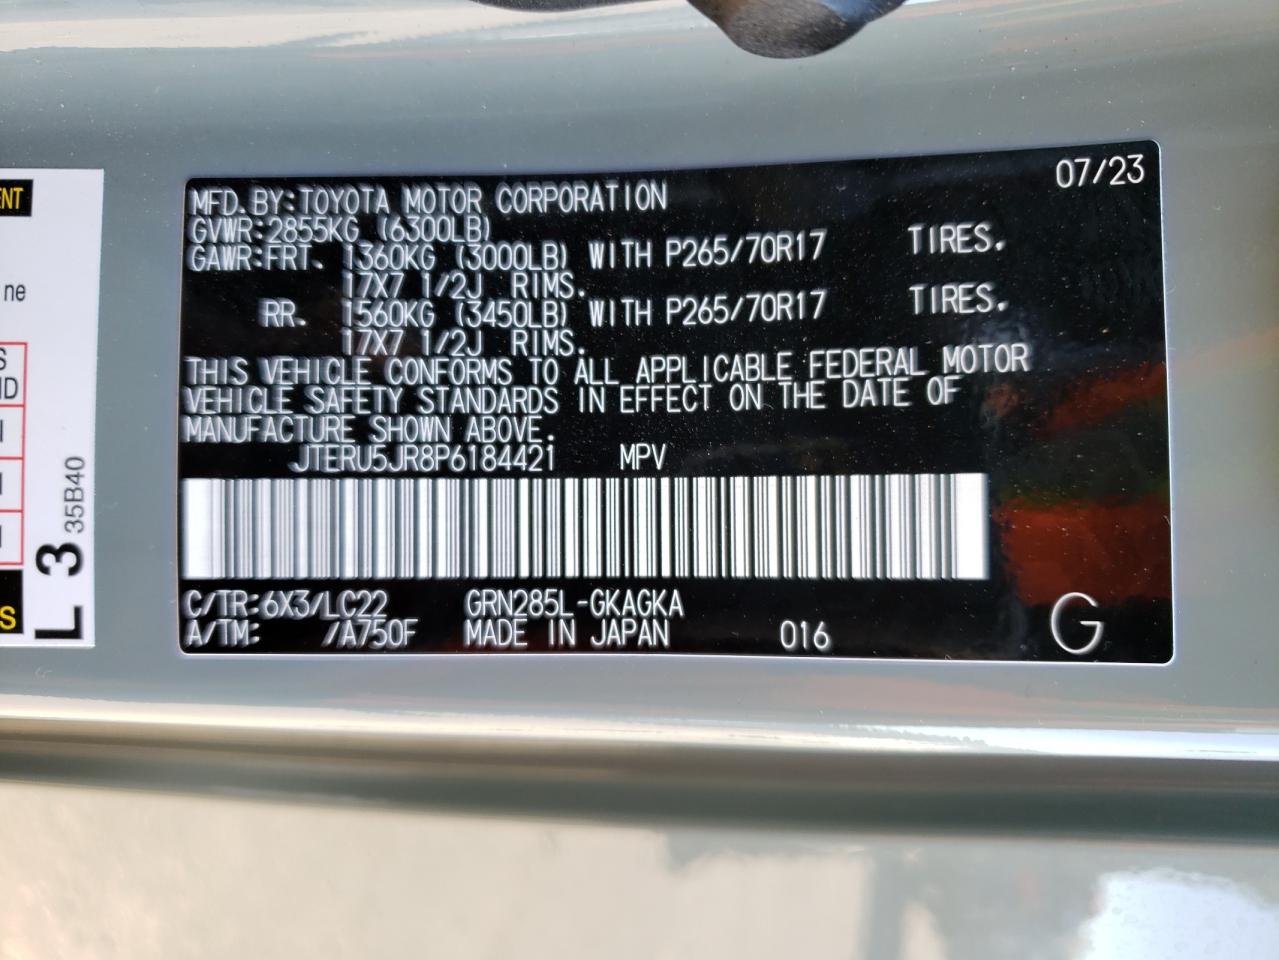 07/23
MFD. BY: TOYOTA MOTOR CORPORATION
GVWR: 2855KG (6300LB)
GAWR: FRT. 1360KG (3000LB) WITH P265/70R17 TIRES.
17X7 1/2J RIMS.
RR. 1560KG (3450LB) WITH P265/70R17 TIRES.
17X7 1/2J RIMS.
THIS VEHICLE CONFORMS TO ALL APPLICABLE FEDERAL MOTOR
VEHICLE SAFETY STANDARDS IN EFFECT ON THE DATE OF
MANUFACTURE SHOWN ABOVE.
JTERU5JR8P6184421 MPV
C/TR: 6X3/LC22 GRN285L-GKAGKA
A/TM: /A750F MADE IN JAPAN 016 G
ENT
ne
S
ND
I
I
I
S
L 3 35B40